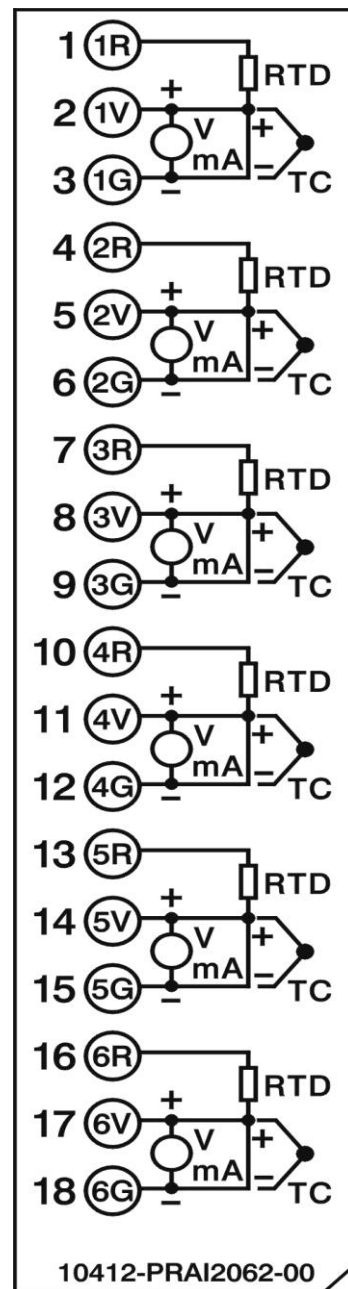 1 1R RTD
+
2 1V V +
mA
3 1G − − TC
4 2R RTD
+
5 2V V +
mA
6 2G − − TC
7 3R RTD
+
8 3V V +
mA
9 3G − − TC
10 4R RTD
+
11 4V V +
mA
12 4G − − TC
13 5R RTD
+
14 5V V +
mA
15 5G − − TC
16 6R RTD
+
17 6V V +
mA
18 6G − − TC
10412-PRAI2062-00